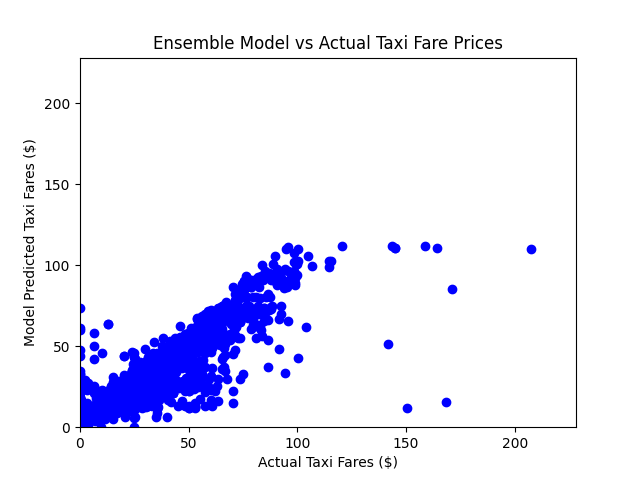 Ensemble Model vs Actual Taxi Fare Prices
Model Predicted Taxi Fares ($)
200
150
100
50
0
0 50 100 150 200
Actual Taxi Fares ($)